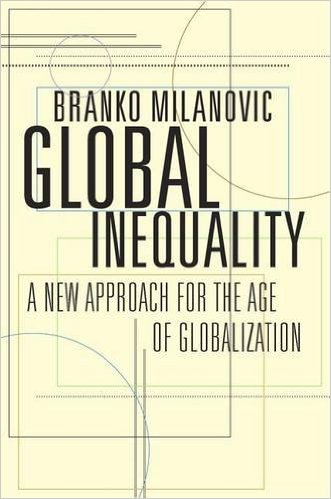 BRANKO MILANOVIC
GLOBAL
INEQUALITY
A NEW APPROACH FOR THE AGE
OF GLOBALIZATION